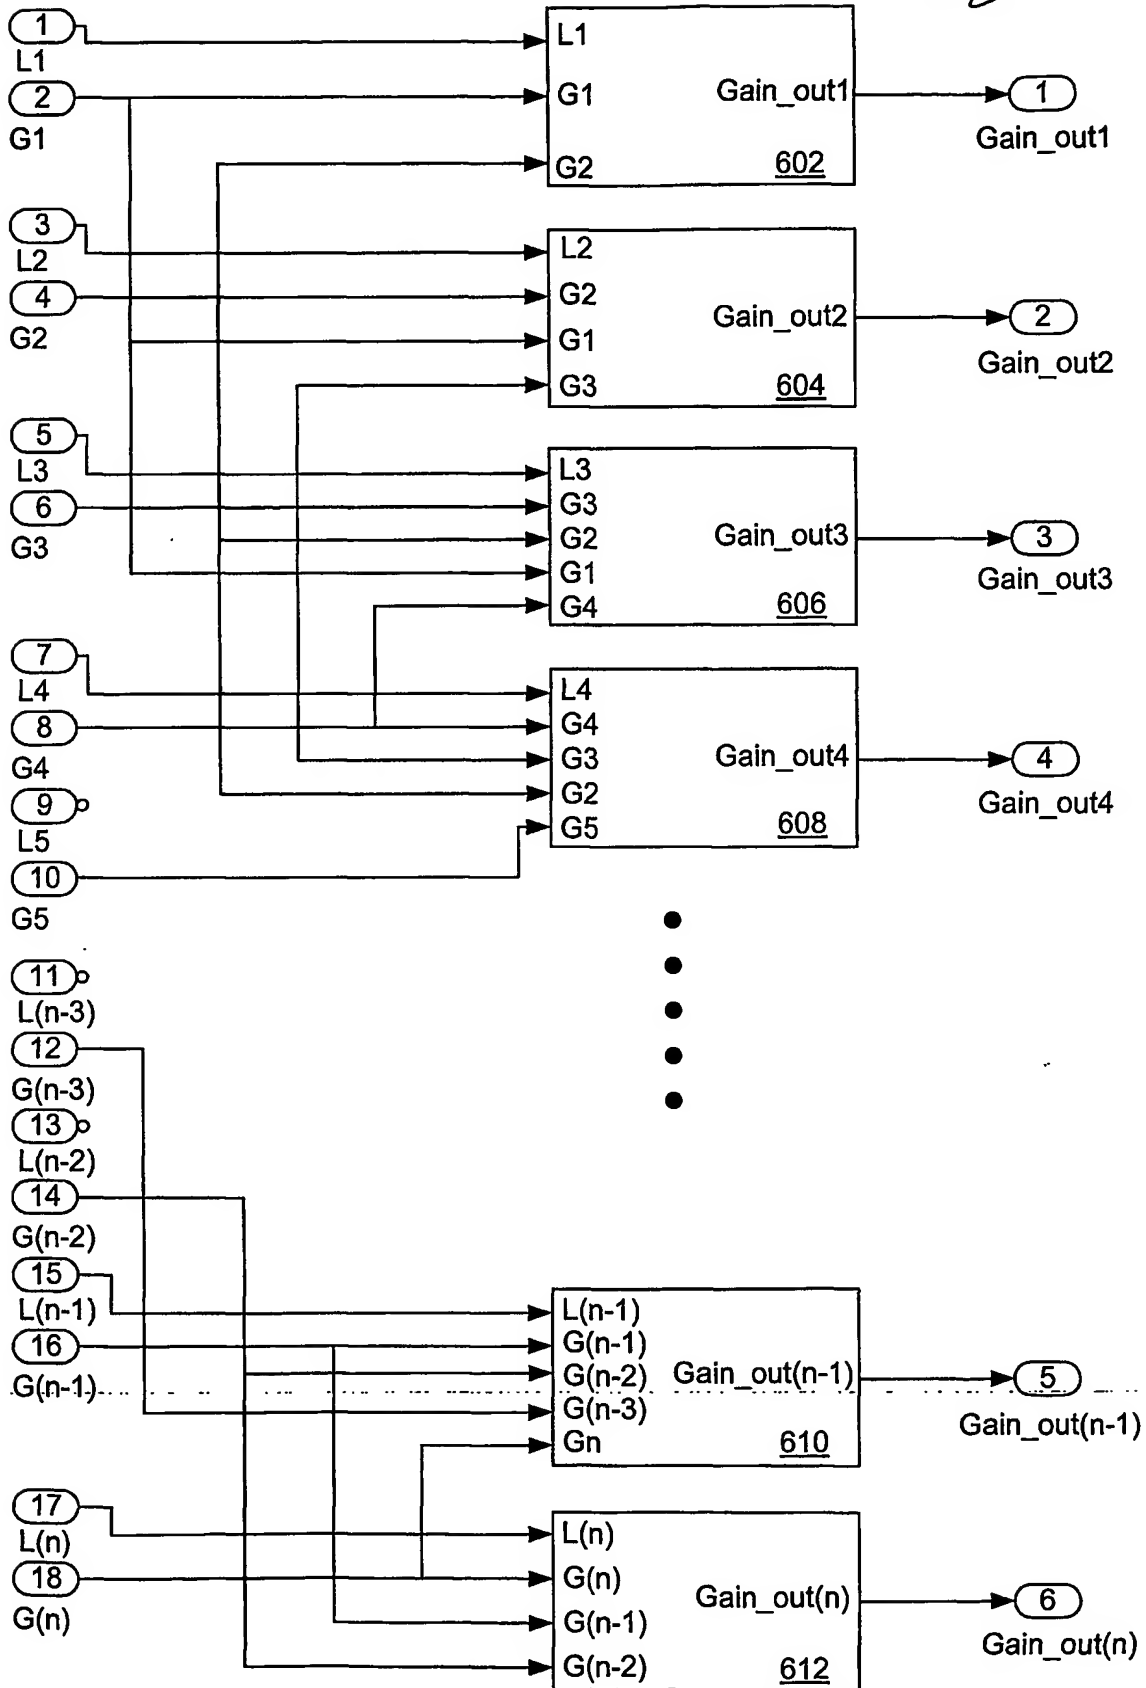 1
L1
2
G1
3
L2
4
G2
5
L3
6
G3
7
L4
8
G4
9
L5
10
G5
11
L(n-3)
12
G(n-3)
13
L(n-2)
14
G(n-2)
15
L(n-1)
16
G(n-1)
17
L(n)
18
G(n)
L1
G1 Gain_out1
G2 602
1
Gain_out1
L2
G2
Gain_out2
G1
G3 604
2
Gain_out2
L3
G3
G2 Gain_out3
G1
G4 606
3
Gain_out3
L4
G4
G3 Gain_out4
G2
G5 608
4
Gain_out4
L(n-1)
G(n-1)
G(n-2) Gain_out(n-1)
G(n-3)
Gn 610
5
Gain_out(n-1)
L(n)
G(n)
Gain_out(n)
G(n-1)
G(n-2) 612
6
Gain_out(n)